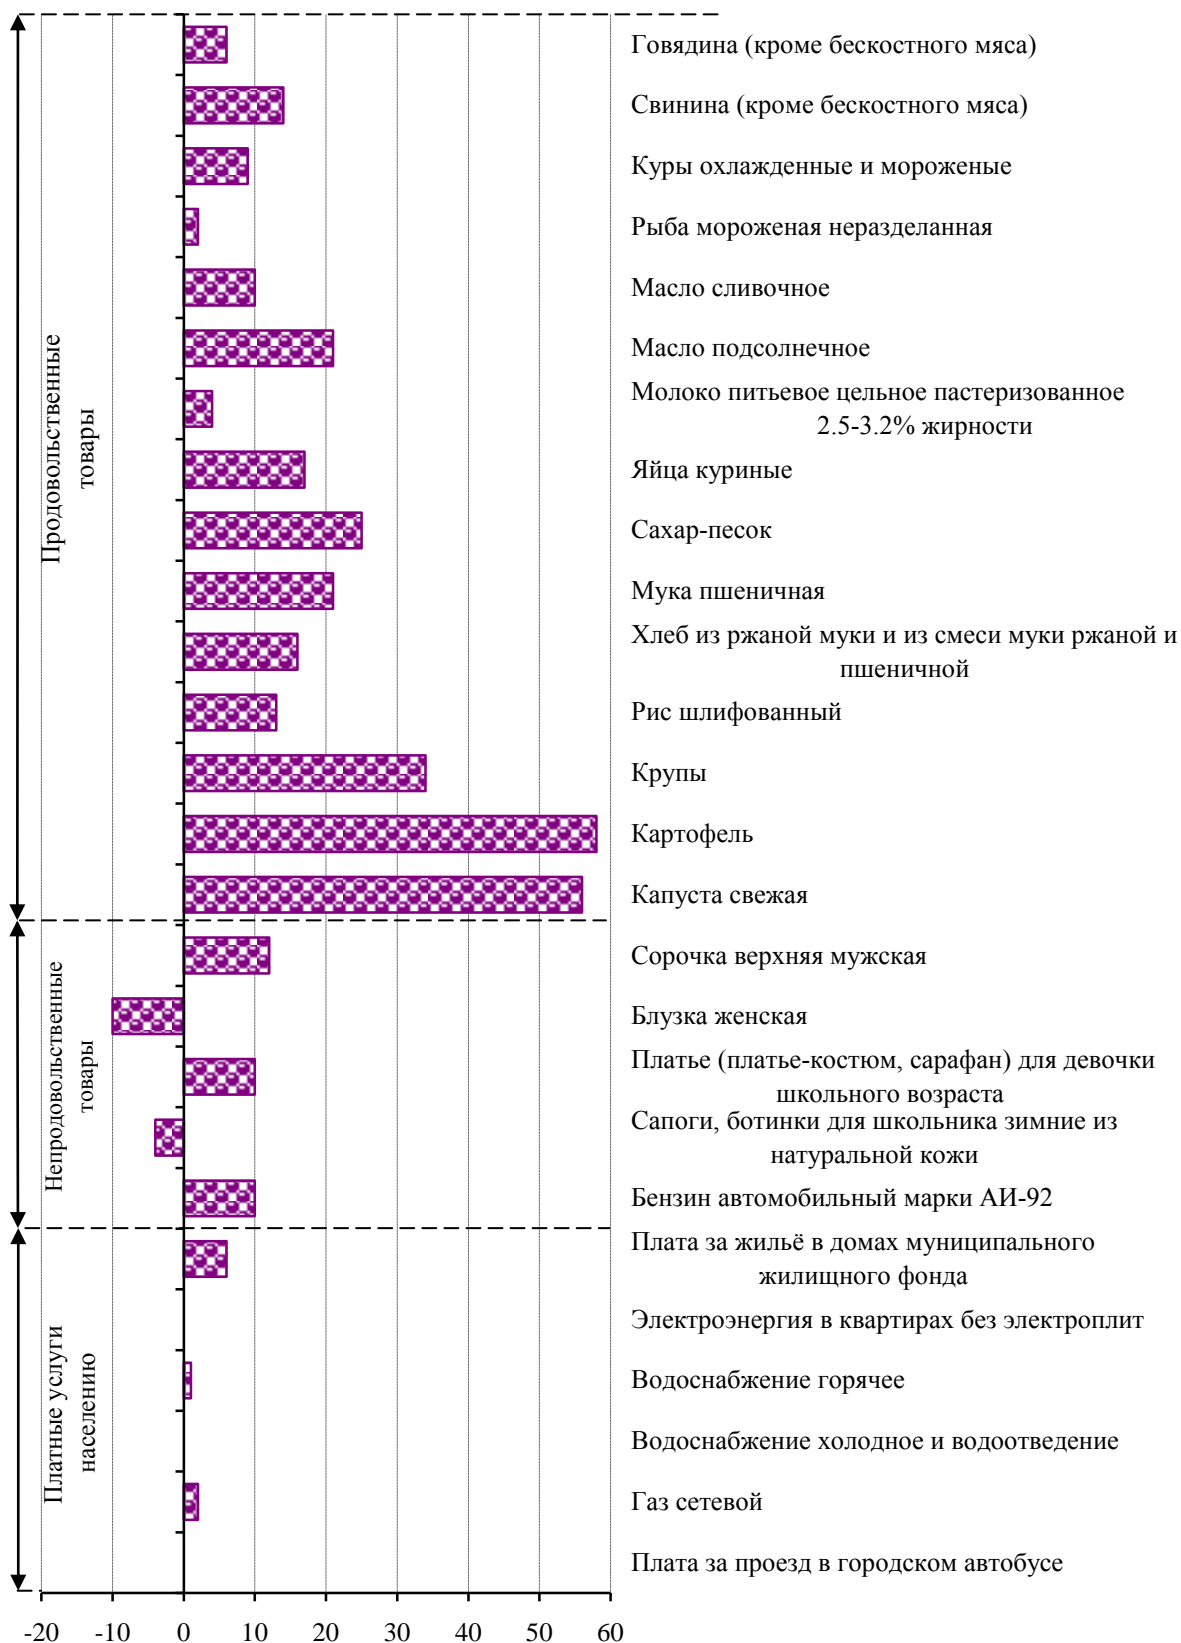 Продовольственные
товары
Говядина (кроме бескостного мяса)
Свинина (кроме бескостного мяса)
Куры охлажденные и мороженые
Рыба мороженая неразделанная
Масло сливочное
Масло подсолнечное
Молоко питьевое цельное пастеризованное
2.5-3.2% жирности
Яйца куриные
Сахар-песок
Мука пшеничная
Хлеб из ржаной муки и из смеси муки ржаной и
пшеничной
Рис шлифованный
Крупы
Картофель
Капуста свежая
Непродовольственные
товары
Сорочка верхняя мужская
Блузка женская
Платье (платье-костюм, сарафан) для девочки
школьного возраста
Сапоги, ботинки для школьника зимние из
натуральной кожи
Бензин автомобильный марки АИ-92
Платные услуги
населению
Плата за жильё в домах муниципального
жилищного фонда
Электроэнергия в квартирах без электроплит
Водоснабжение горячее
Водоснабжение холодное и водоотведение
Газ сетевой
Плата за проезд в городском автобусе
-20 -10 0 10 20 30 40 50 60